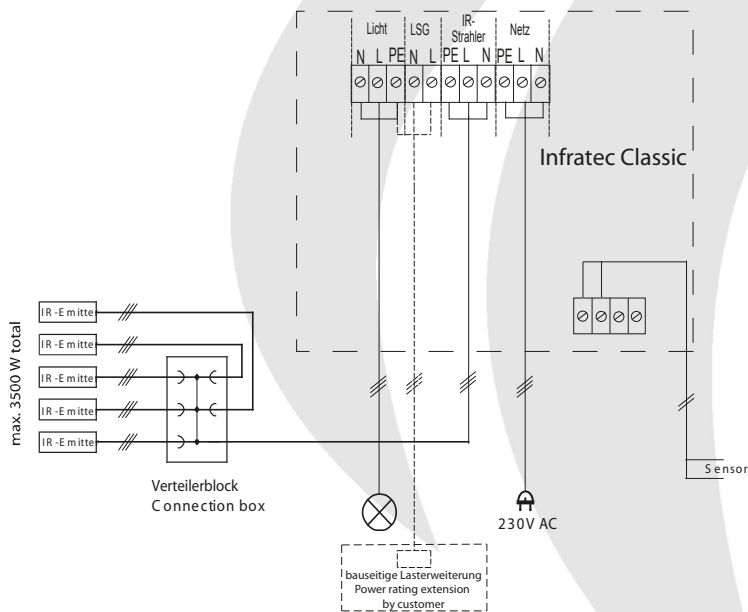 Licht LSG IR-Strahler Netz
N L PE N L PE L N PE L N
Infratec Classic
max. 3500 W total
IR-Emitte
IR-Emitte
IR-Emitte
IR-Emitte
IR-Emitte
Verteilerblock
Connection box
230V AC
Sensor
bauseitige Lasterweiterung
Power rating extension
by customer